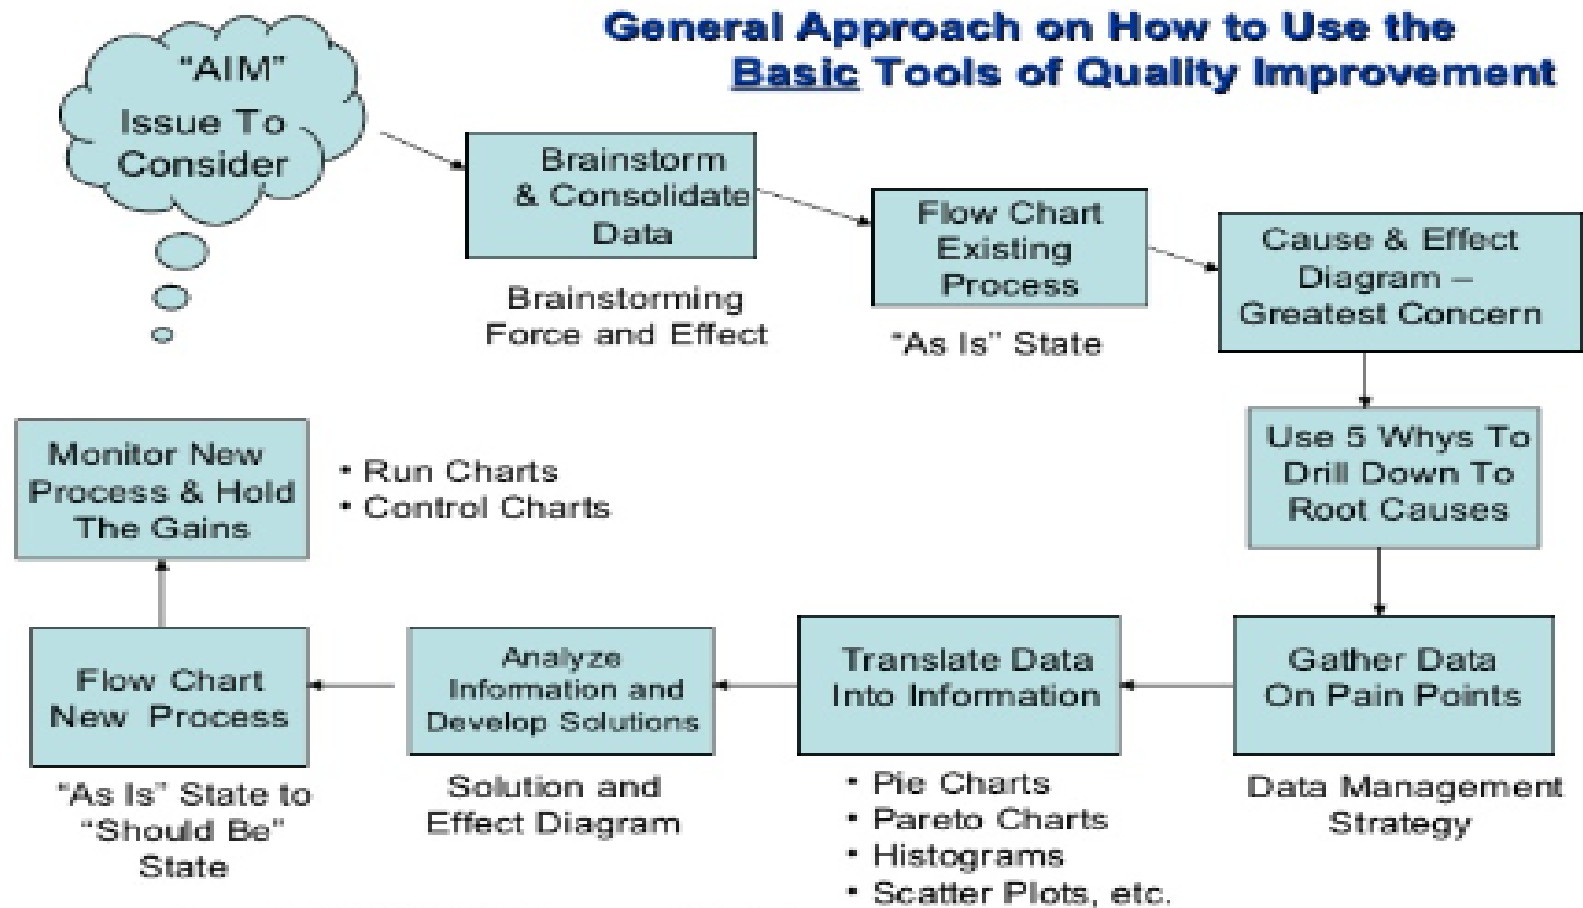 General Approach on How to Use the
Basic Tools of Quality Improvement
“AIM”
Issue To
Consider
Brainstorm
& Consolidate
Data
Brainstorming
Force and Effect
Flow Chart
Existing
Process
“As Is” State
Cause & Effect
Diagram –
Greatest Concern
Use 5 Whys To
Drill Down To
Root Causes
Gather Data
On Pain Points
Data Management
Strategy
Translate Data
Into Information
• Pie Charts
• Pareto Charts
• Histograms
• Scatter Plots, etc.
Analyze
Information and
Develop Solutions
Solution and
Effect Diagram
Flow Chart
New Process
“As Is” State to
“Should Be”
State
Monitor New
Process & Hold
The Gains
• Run Charts
• Control Charts